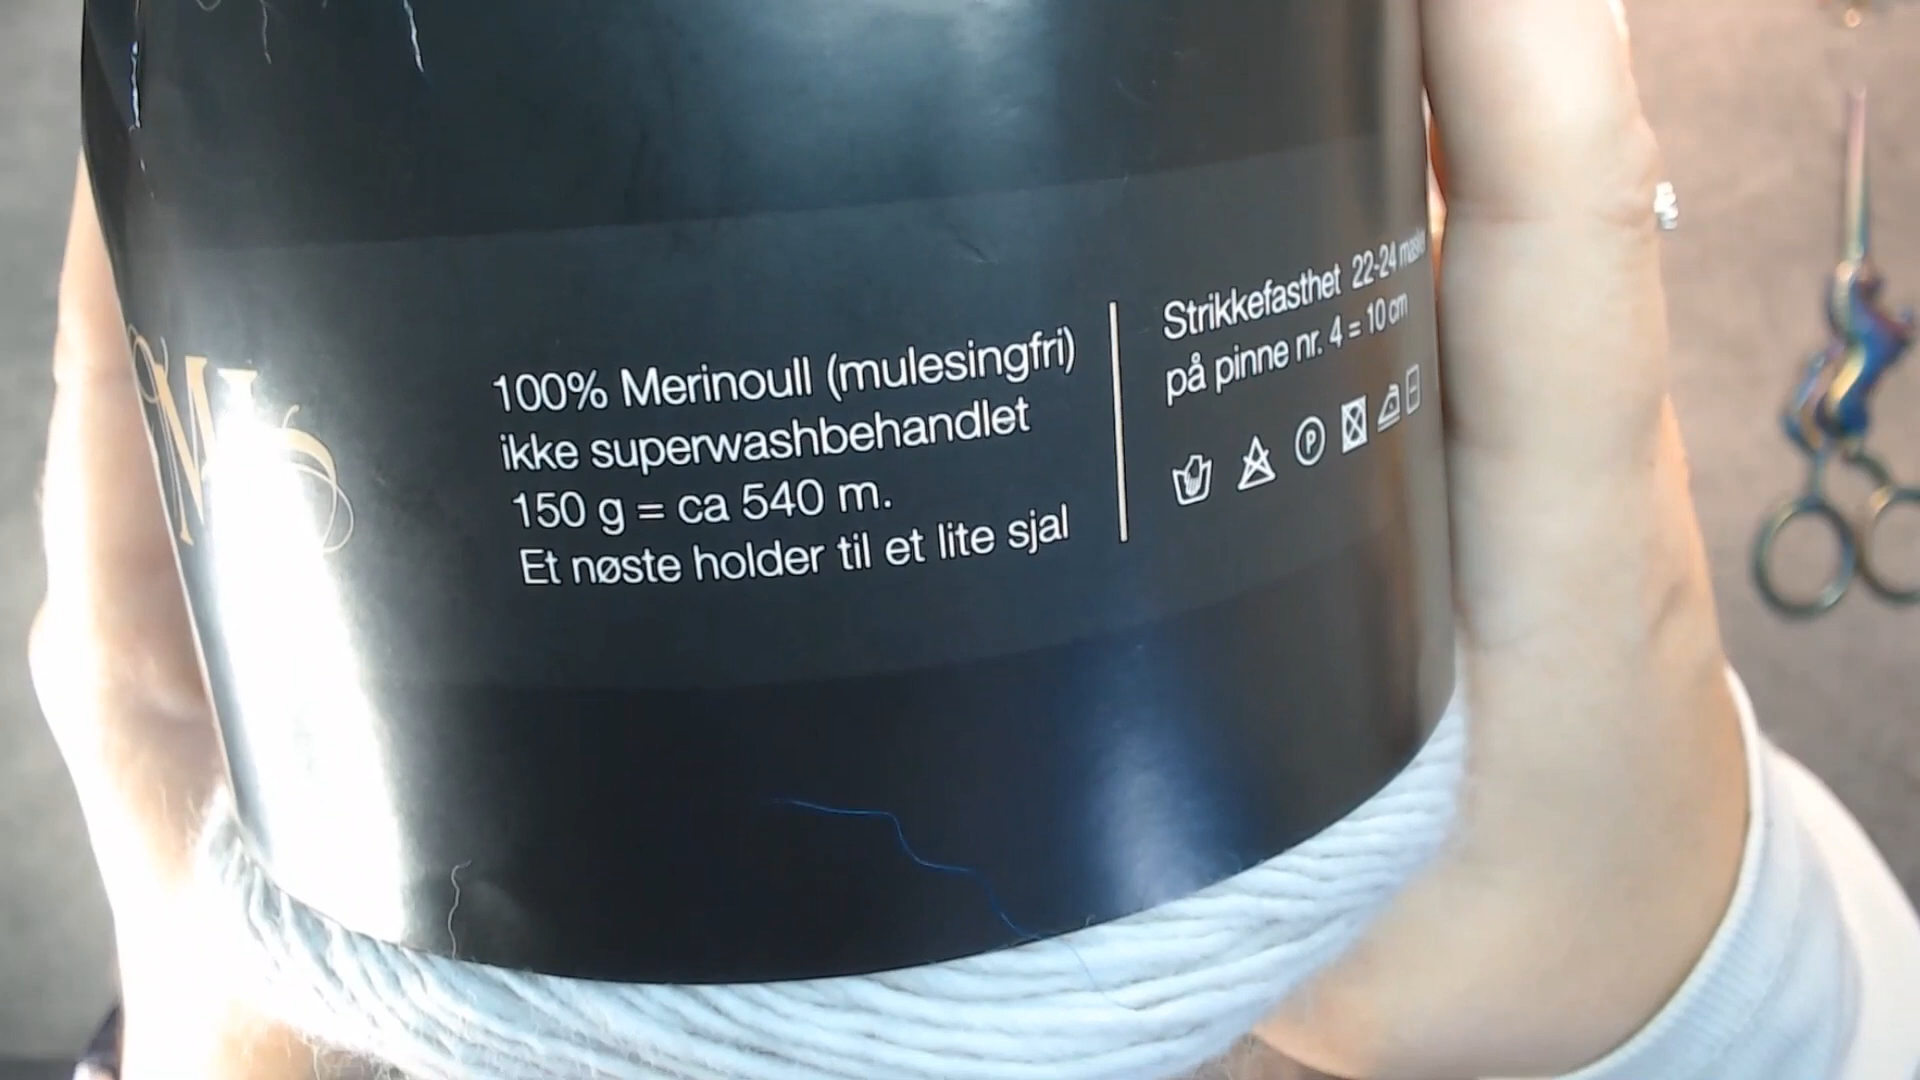 100% Merinoull (mulesingfri)
ikke superwashbehandlet
150 g = ca 540 m.
Et nøste holder til et lite sjal
Strikkefasthet 22-24 masker
på pinne nr. 4 = 10 cm
P